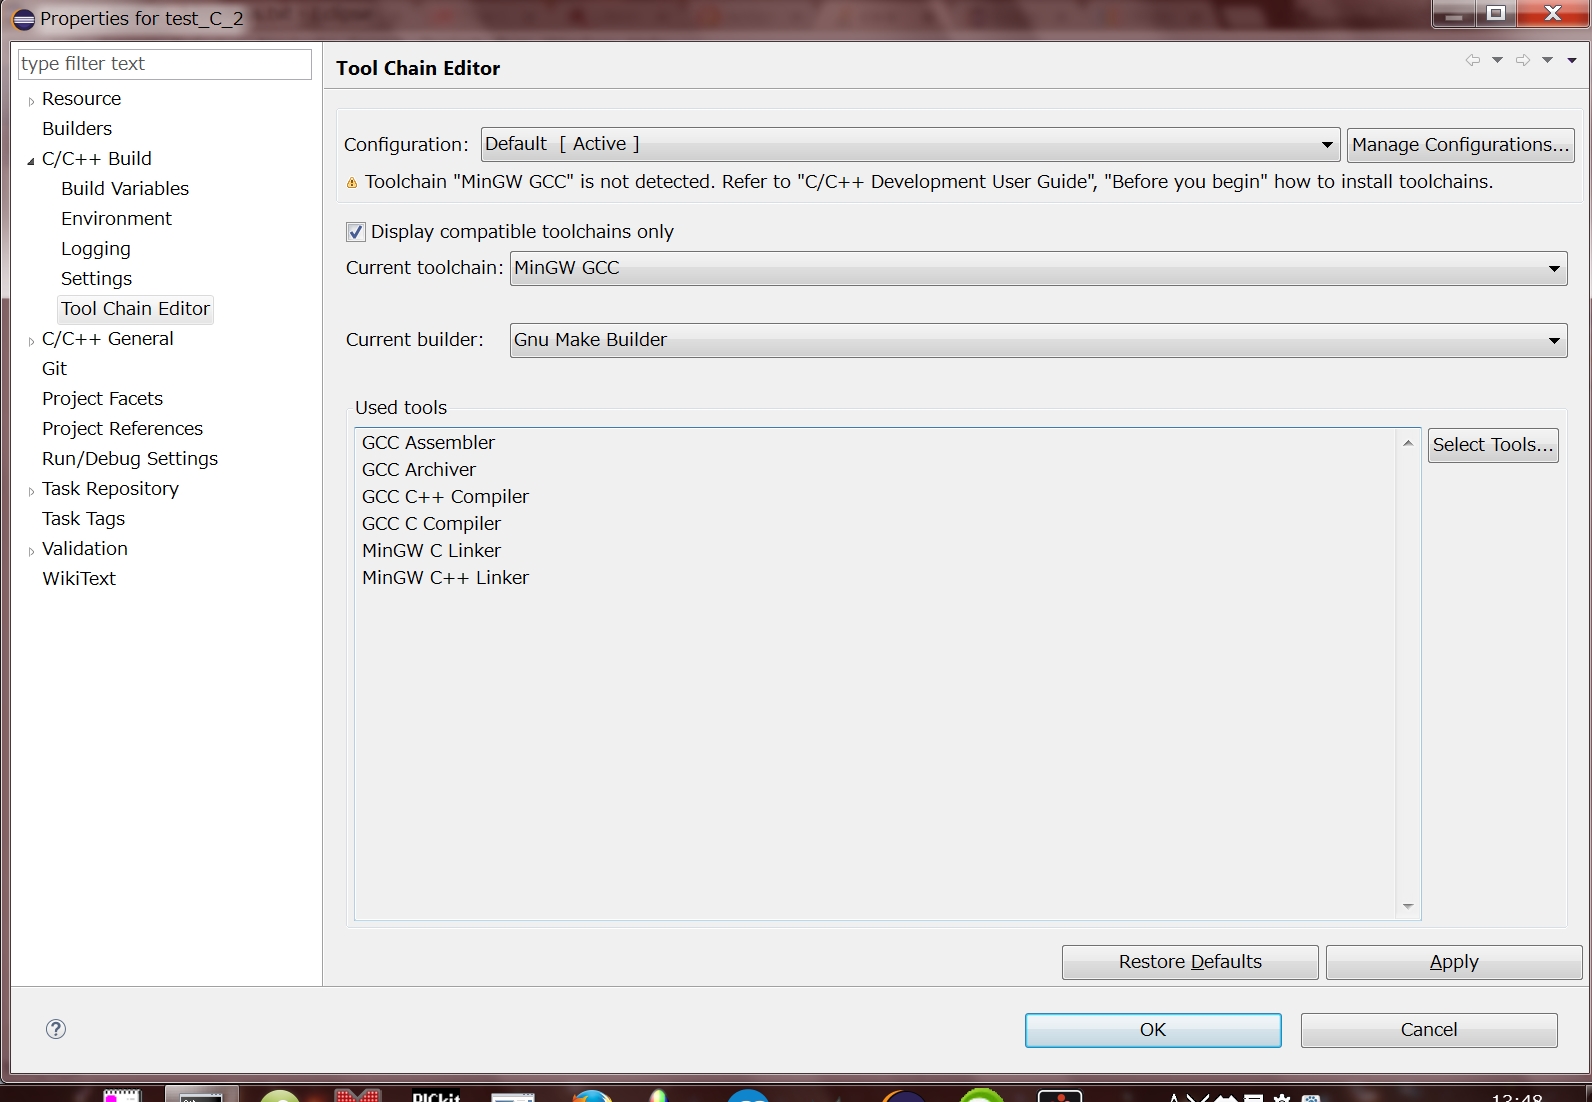 Properties for test_C_2
type filter text
Resource
Builders
C/C++ Build
Build Variables
Environment
Logging
Settings
Tool Chain Editor
C/C++ General
Git
Project Facets
Project References
Run/Debug Settings
Task Repository
Task Tags
Validation
WikiText
Tool Chain Editor
Configuration: Default [ Active ] Manage Configurations...
Toolchain "MinGW GCC" is not detected. Refer to "C/C++ Development User Guide", "Before you begin" how to install toolchains.
Display compatible toolchains only
Current toolchain: MinGW GCC
Current builder: Gnu Make Builder
Used tools
GCC Assembler
GCC Archiver
GCC C++ Compiler
GCC C Compiler
MinGW C Linker
MinGW C++ Linker
Select Tools...
Restore Defaults Apply
OK Cancel
PICkit
13:48